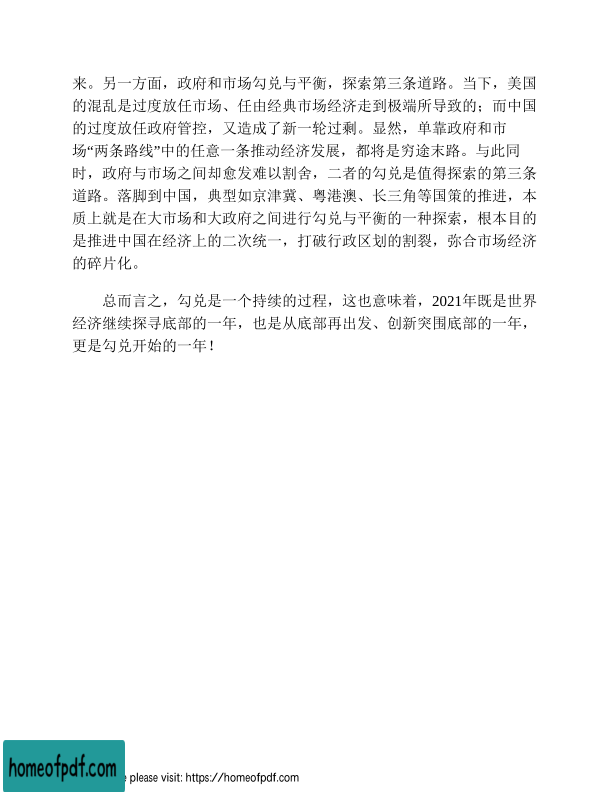 来。另一方面，政府和市场勾兑与平衡，探索第三条道路。当下，美国
的混乱是过度放任市场、任由经典市场经济走到极端所导致的；而中国
的过度放任政府管控，又造成了新一轮过剩。显然，单靠政府和市
场“两条路线”中的任意一条推动经济发展，都将是穷途末路。与此同
时，政府与市场之间却愈发难以割舍，二者的勾兑是值得探索的第三条
道路。落脚到中国，典型如京津冀、粤港澳、长三角等国策的推进，本
质上就是在大市场和大政府之间进行勾兑与平衡的一种探索，根本目的
是推进中国在经济上的二次统一，打破行政区划的割裂，弥合市场经济
的碎片化。
总而言之，勾兑是一个持续的过程，这也意味着，2021年既是世界
经济继续探寻底部的一年，也是从底部再出发、创新突围底部的一年，
更是勾兑开始的一年！
homeofpdf.com
please visit: https://homeofpdf.com